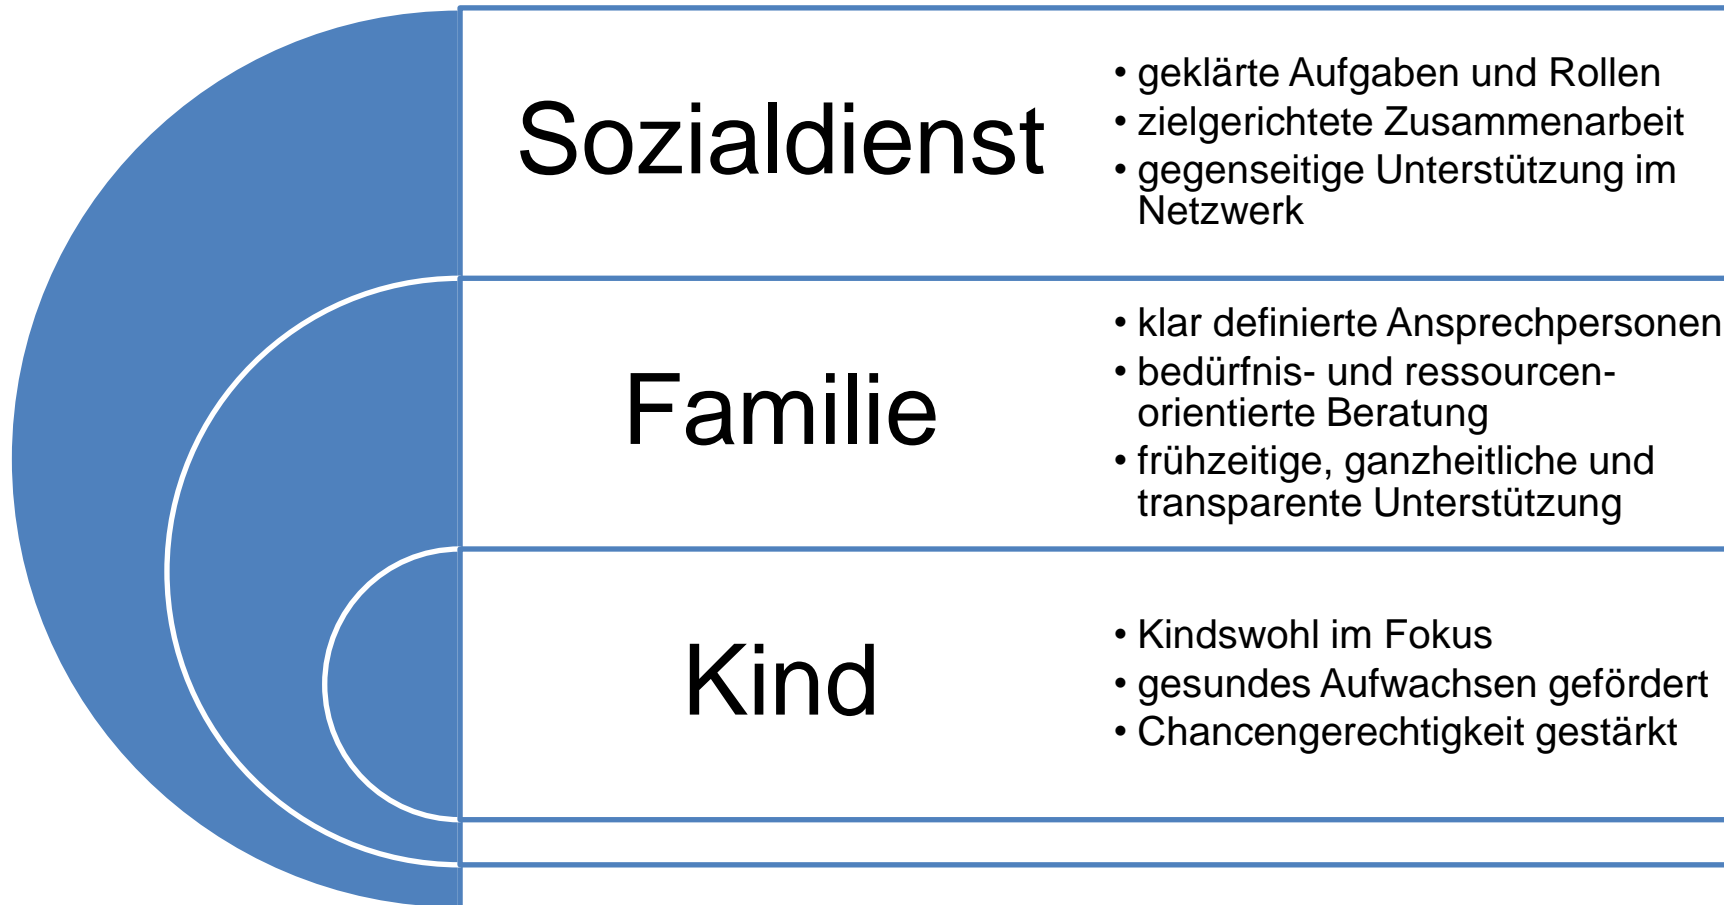 Sozialdienst
• geklärte Aufgaben und Rollen
• zielgerichtete Zusammenarbeit
• gegenseitige Unterstützung im
Netzwerk
Familie
• klar definierte Ansprechpersonen
• bedürfnis- und ressourcen-
orientierte Beratung
• frühzeitige, ganzheitliche und
transparente Unterstützung
Kind
• Kindswohl im Fokus
• gesundes Aufwachsen gefördert
• Chancengerechtigkeit gestärkt